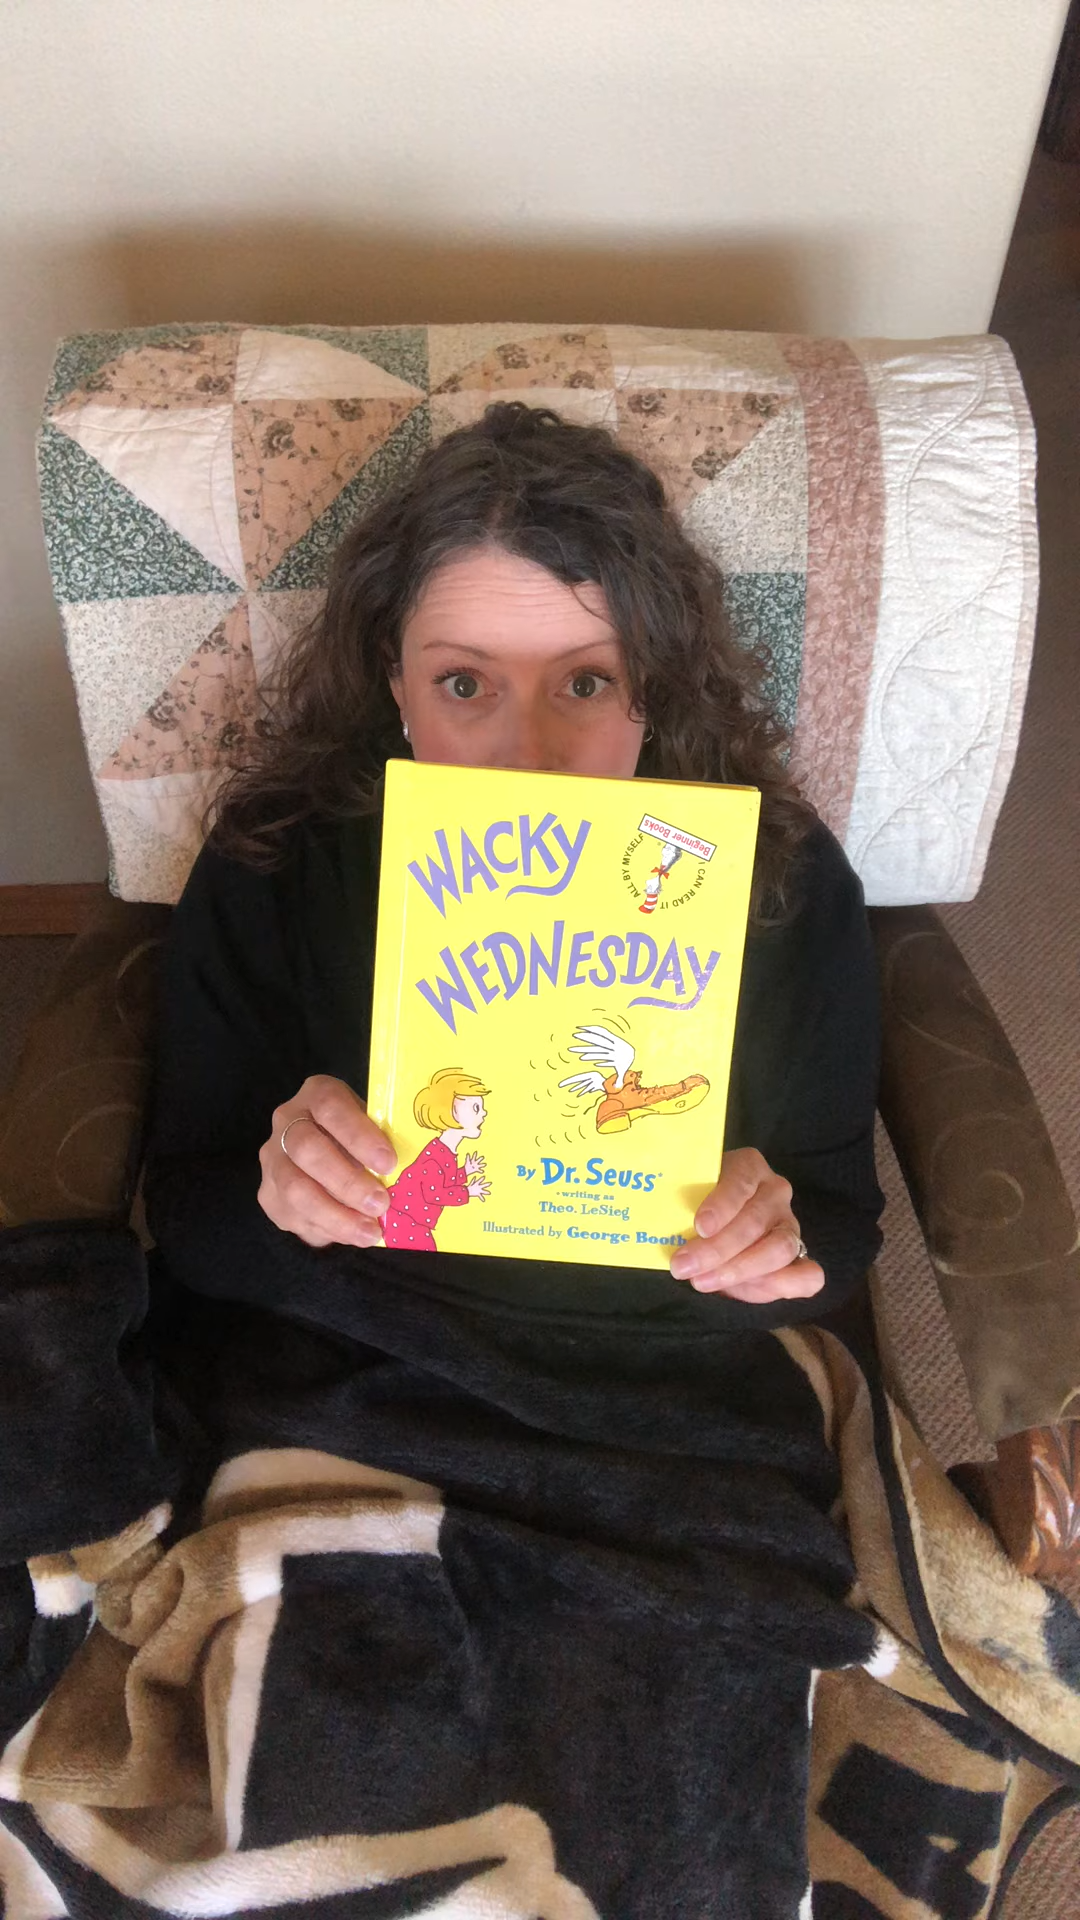 WACKY
WEDNESDAY
I CAN READ IT ALL BY MYSELF
Beginner Books
By Dr. Seuss®
• writing as
Theo. LeSieg
Illustrated by George Booth